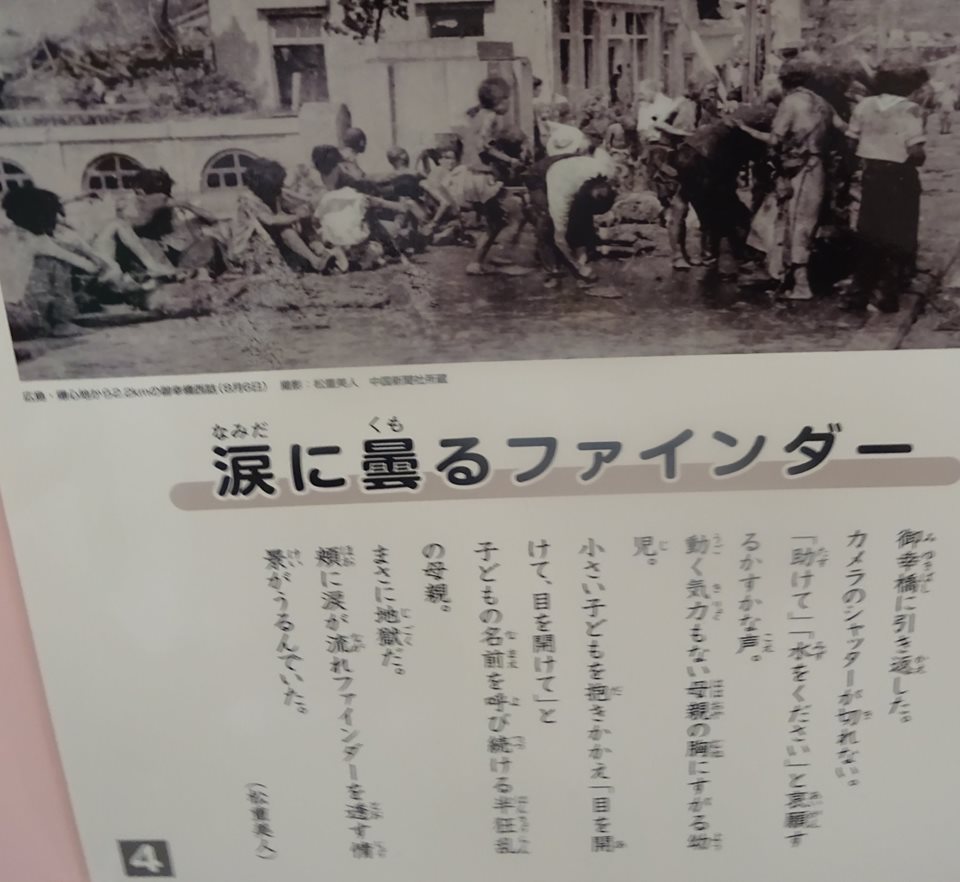 広島・爆心地から2.2kmの御幸橋西詰（8月6日）　撮影：松重美人　中国新聞社所蔵
なみだ　くも
涙に曇るファインダー
御幸橋に引き返した。
カメラのシャッターが切れない。
「助けて」「水をください」と哀願す
るかすかな声。
動く気力もない母親の胸にすがる幼
児。
小さい子どもを抱きかかえ「目を開
けて、目を開けて」と
子どもの名前を呼び続ける半狂乱
の母親。
まさに地獄だ。
頬に涙が流れファインダーを透す情
景がうるんでいた。
（松重美人）
4